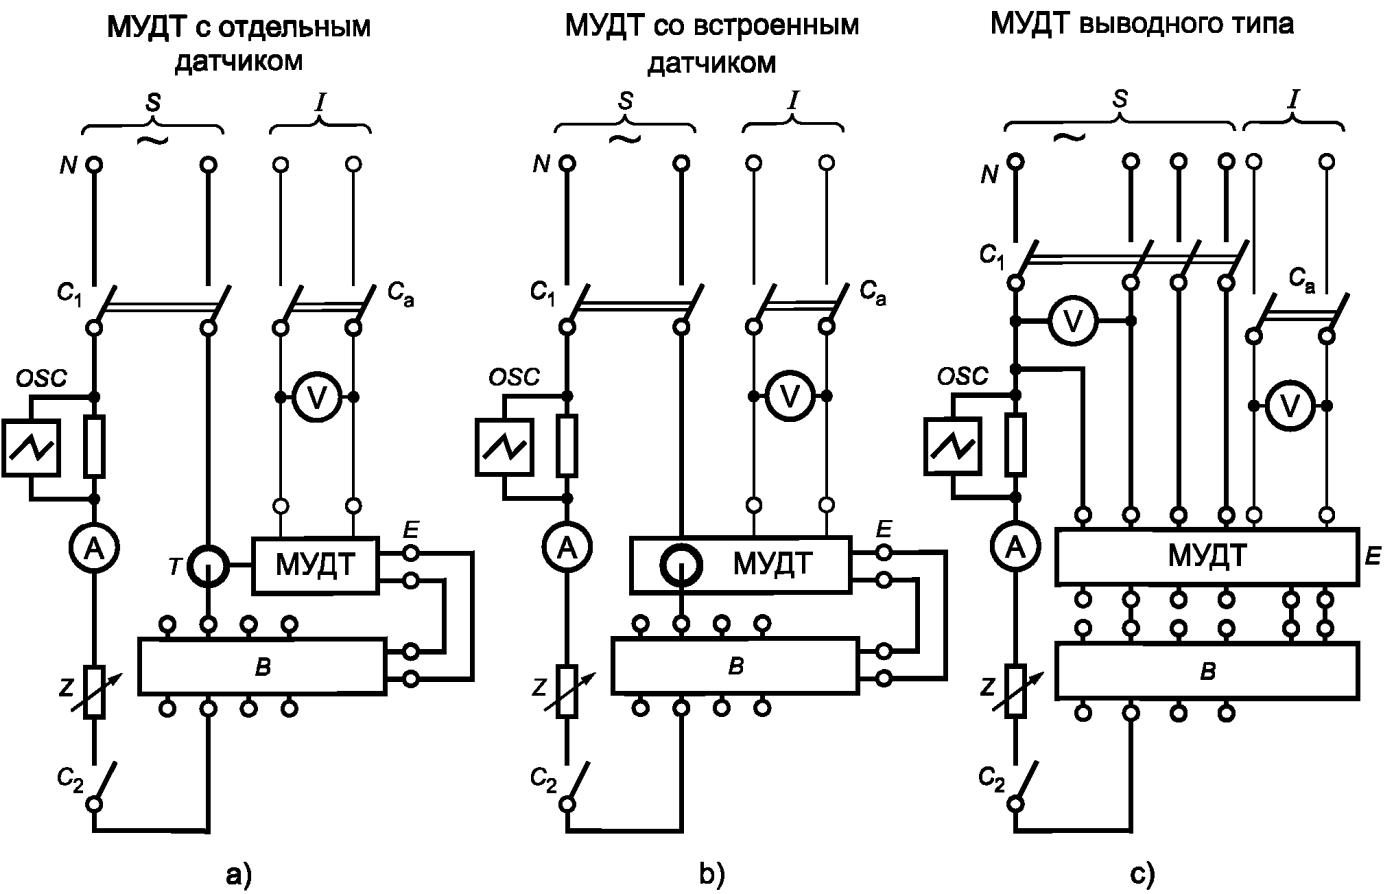 МУДТ с отдельным
датчиком
S
~
I
N
C1
Ca
OSC
V
A
T
МУДТ
E
B
Z
C2
a)
МУДТ со встроенным
датчиком
S
~
I
N
C1
Ca
OSC
V
A
МУДТ
E
B
Z
C2
b)
МУДТ выводного типа
S
~
I
N
C1
Ca
V
OSC
V
A
МУДТ
E
B
Z
C2
c)